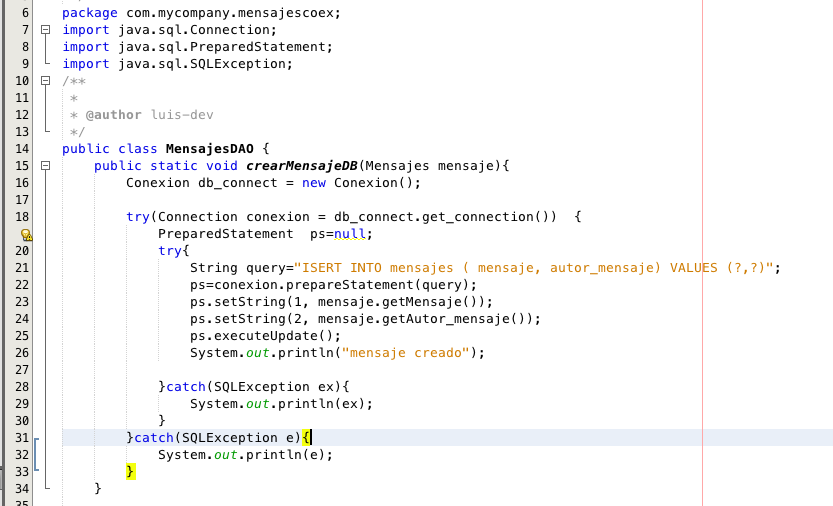 6 package com.mycompany.mensajescoex;
7 import java.sql.Connection;
8 import java.sql.PreparedStatement;
9 import java.sql.SQLException;
10 /**
11 *
12 * @author luis-dev
13 */
14 public class MensajesDAO {
15 public static void crearMensajeDB(Mensajes mensaje){
16 Conexion db_connect = new Conexion();
17
18 try(Connection conexion = db_connect.get_connection())  {
PreparedStatement  ps=null;
20 try{
21 String query="ISERT INTO mensajes ( mensaje, autor_mensaje) VALUES (?,?)";
22 ps=conexion.prepareStatement(query);
23 ps.setString(1, mensaje.getMensaje());
24 ps.setString(2, mensaje.getAutor_mensaje());
25 ps.executeUpdate();
26 System.out.println("mensaje creado");
27
28 }catch(SQLException ex){
29 System.out.println(ex);
30 }
31 }catch(SQLException e){
32 System.out.println(e);
33 }
34 }
35